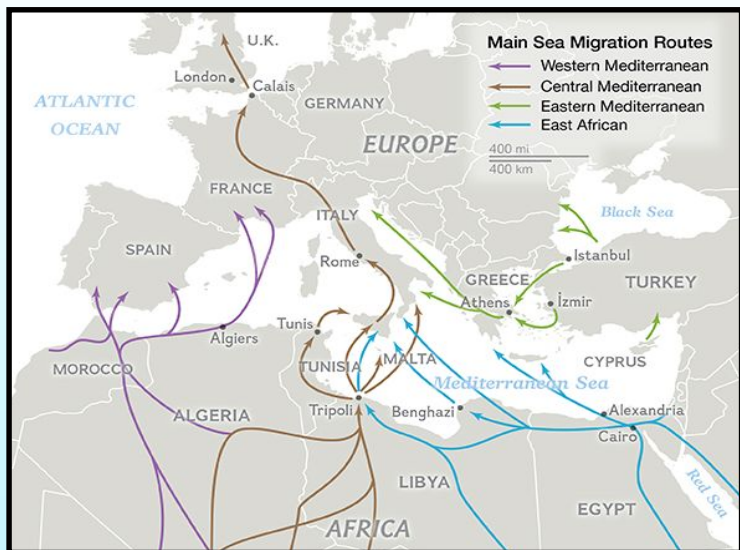 U.K.
London
Calais
ATLANTIC
OCEAN
GERMANY
EUROPE
FRANCE
ITALY
Rome
SPAIN
Main Sea Migration Routes
Western Mediterranean
Central Mediterranean
Eastern Mediterranean
East African
400 mi
400 km
Black Sea
Istanbul
GREECE
TURKEY
Athens
İzmir
Tunis
Algiers
MOROCCO
TUNISIA
MALTA
CYPRUS
Mediterranean Sea
ALGERIA
Tripoli
Benghazi
Alexandria
Cairo
LIBYA
EGYPT
Red Sea
AFRICA